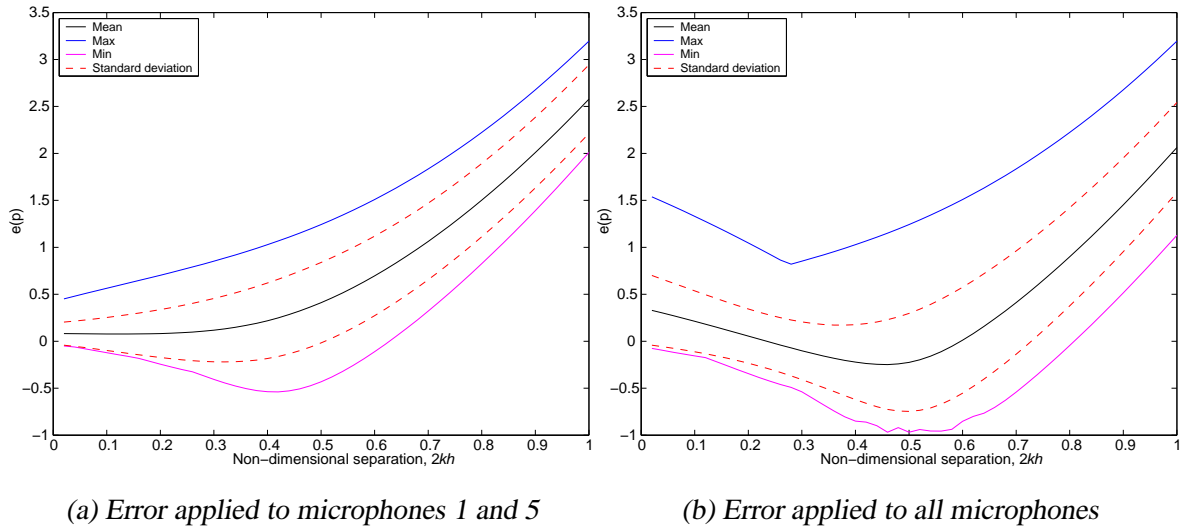 3.5
3
2.5
2
1.5
1
0.5
0
−0.5
−1
e(p)
Mean
Max
Min
Standard deviation
0 0.1 0.2 0.3 0.4 0.5 0.6 0.7 0.8 0.9 1
Non−dimensional separation, 2kh
(a) Error applied to microphones 1 and 5
3.5
3
2.5
2
1.5
1
0.5
0
−0.5
−1
e(p)
Mean
Max
Min
Standard deviation
0 0.1 0.2 0.3 0.4 0.5 0.6 0.7 0.8 0.9 1
Non−dimensional separation, 2kh
(b) Error applied to all microphones